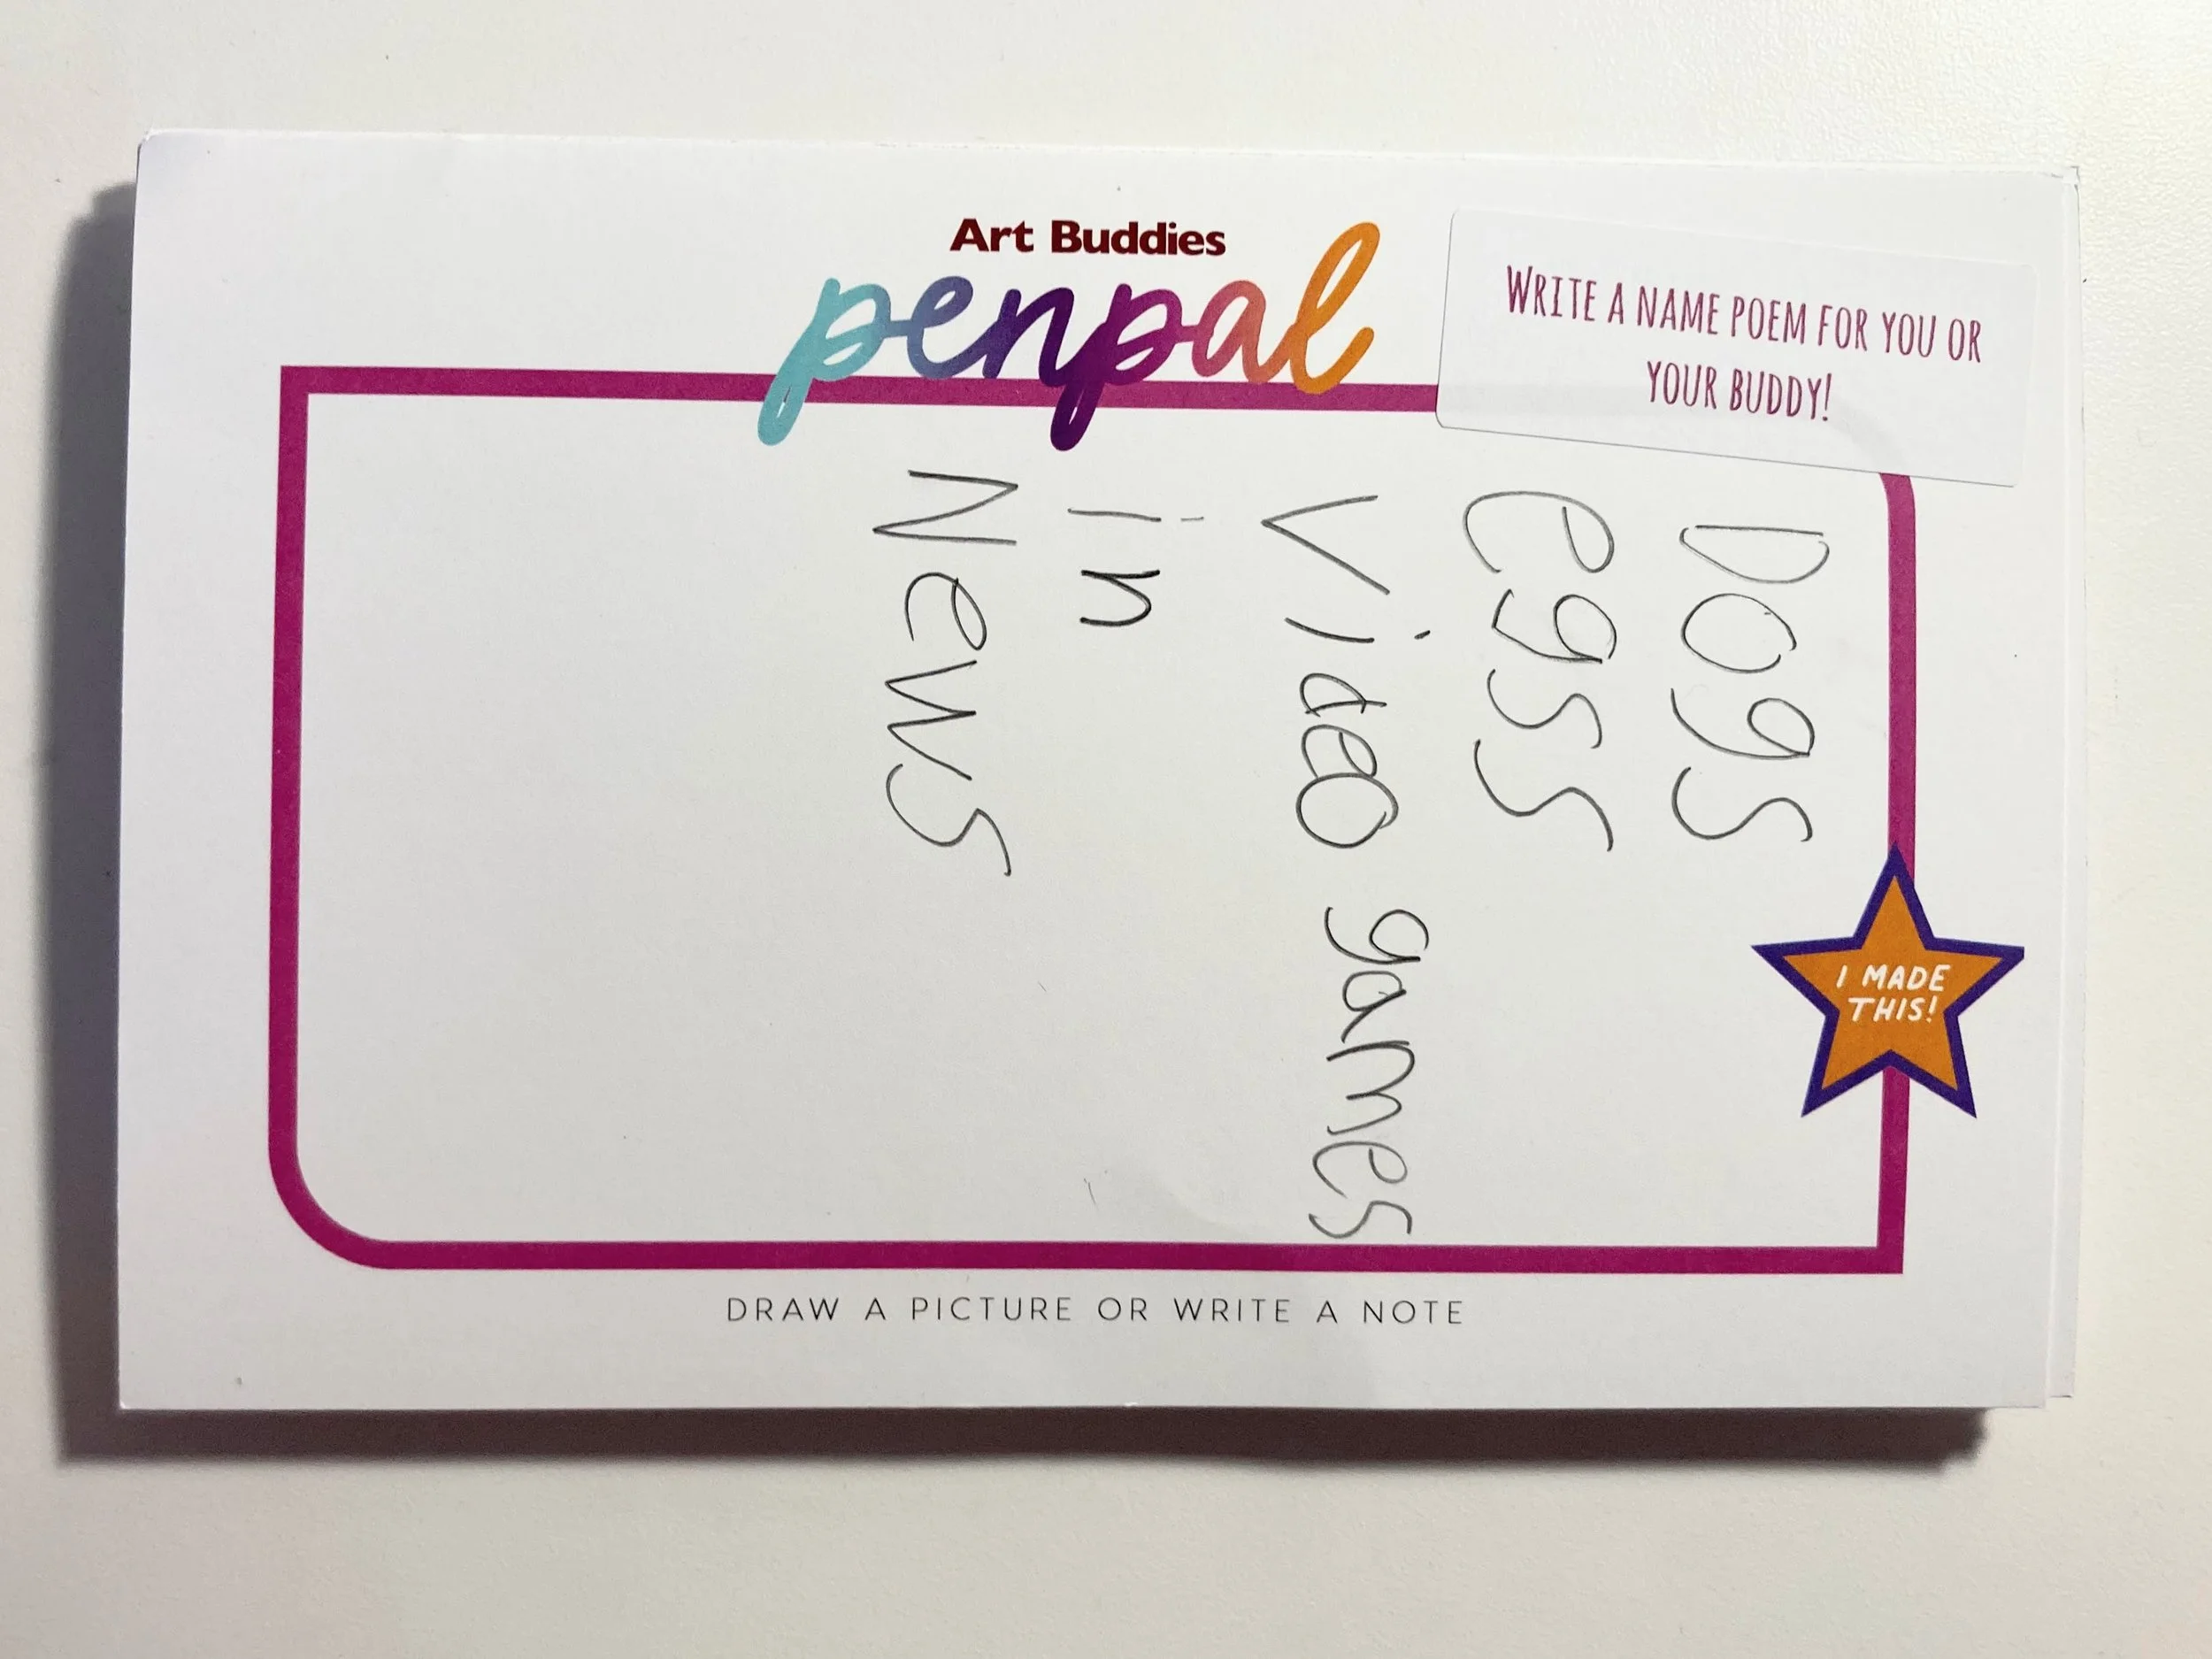 Art Buddies
penpal
WRITE A NAME POEM FOR YOU OR
YOUR BUDDY!
Dogs
egss
Video games
in
News
I MADE
THIS!
DRAW A PICTURE OR WRITE A NOTE